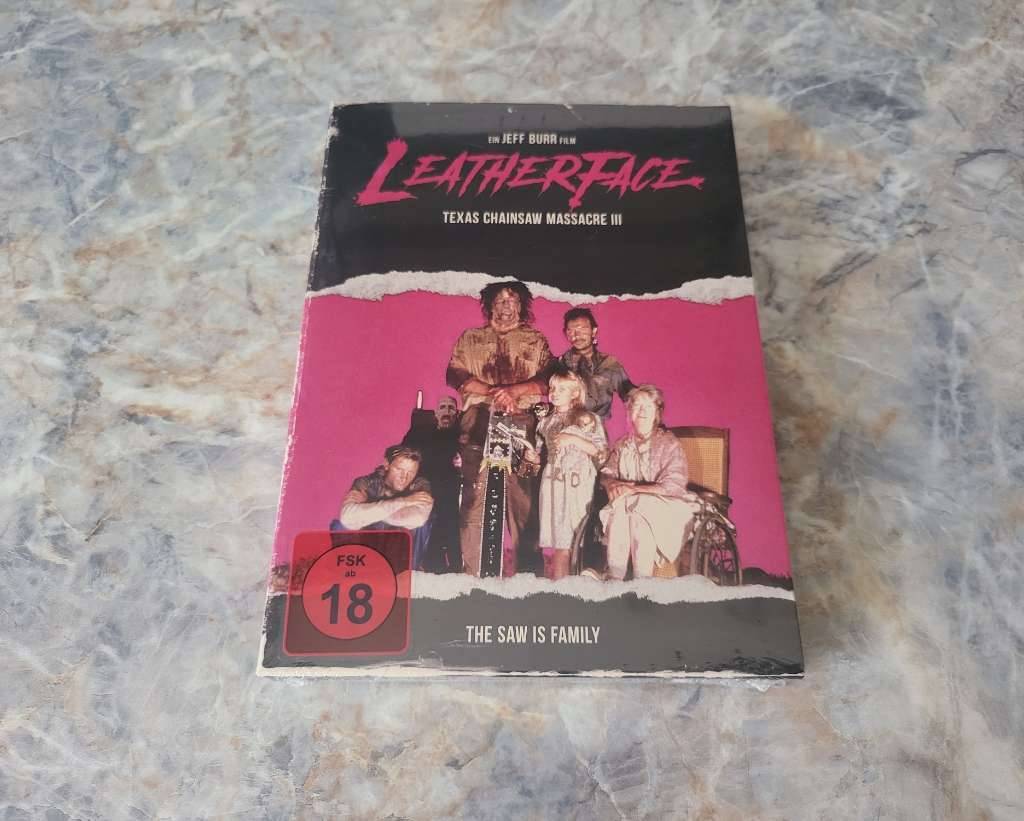 EIN JEFF BURR FILM
LEATHERFACE
TEXAS CHAINSAW MASSACRE III
FSK
ab
18
THE SAW IS FAMILY